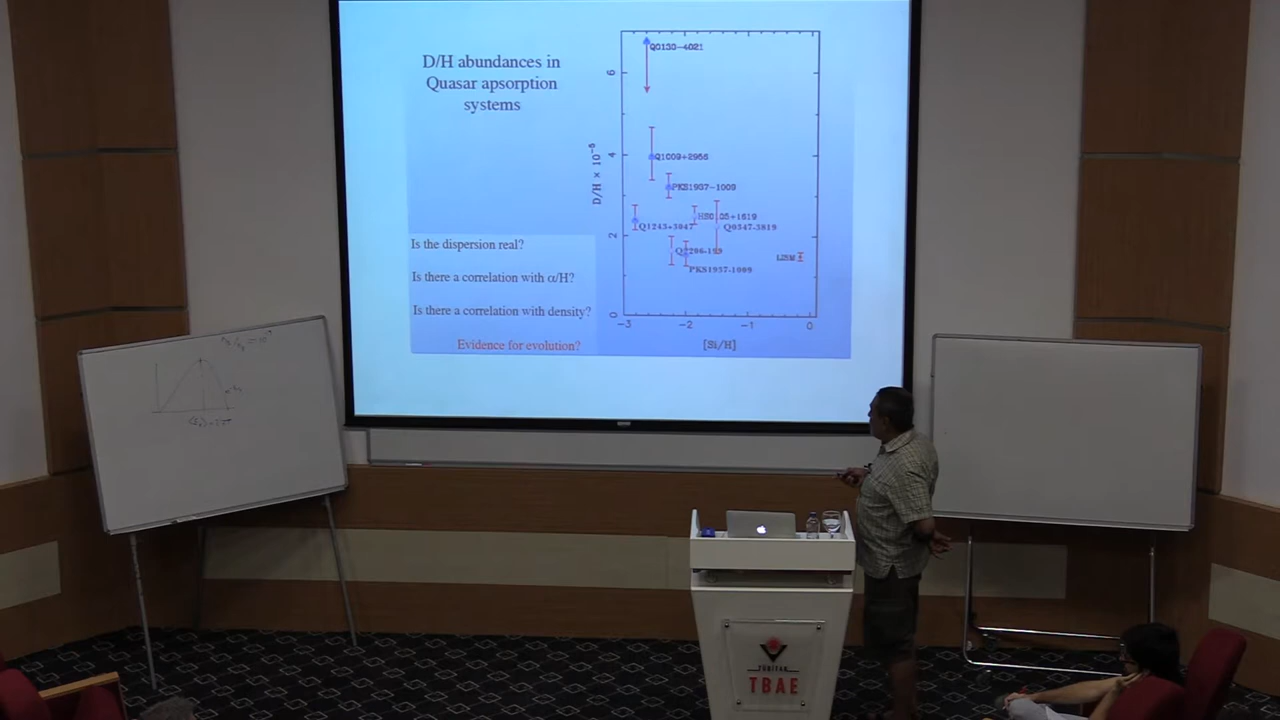 D/H abundances in
Quasar apsorption
systems
Is the dispersion real?
Is there a correlation with α/H?
Is there a correlation with density?
Evidence for evolution?
D/H × 10⁻⁵
6
4
2
0
Q0130-4021
Q1009+2956
PKS1937-1009
Q1243+3047
Q0347-3819
PKS1937-1009
LISM
-3
-2
-1
0
[Si/H]
TÜBİTAK
TBAE